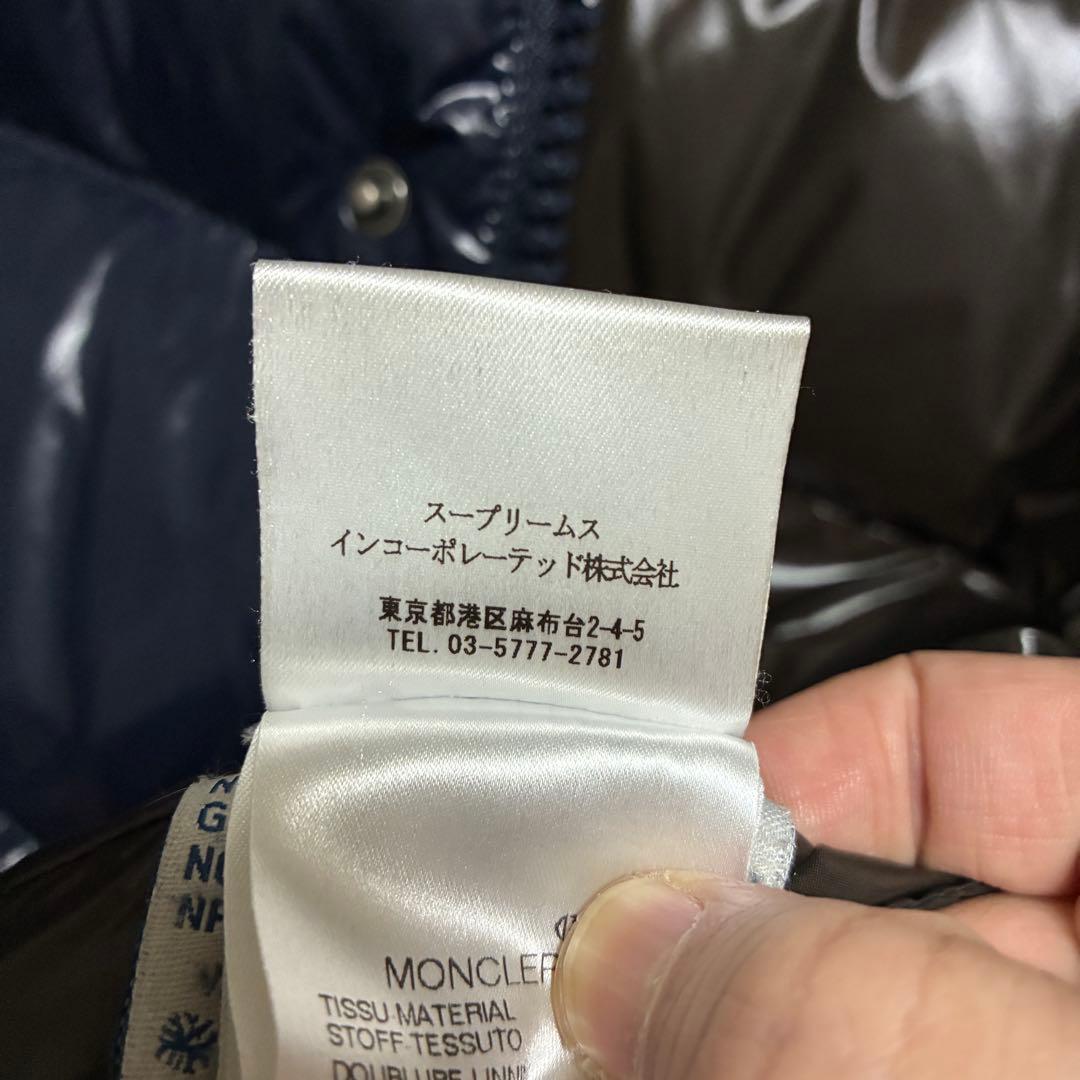 スープリームス
インコーポレーテッド株式会社
東京都港区麻布台2-4-5
TEL. 03-5777-2781
MONCLER
TISSU-MATERIAL
STOFF-TESSUTO